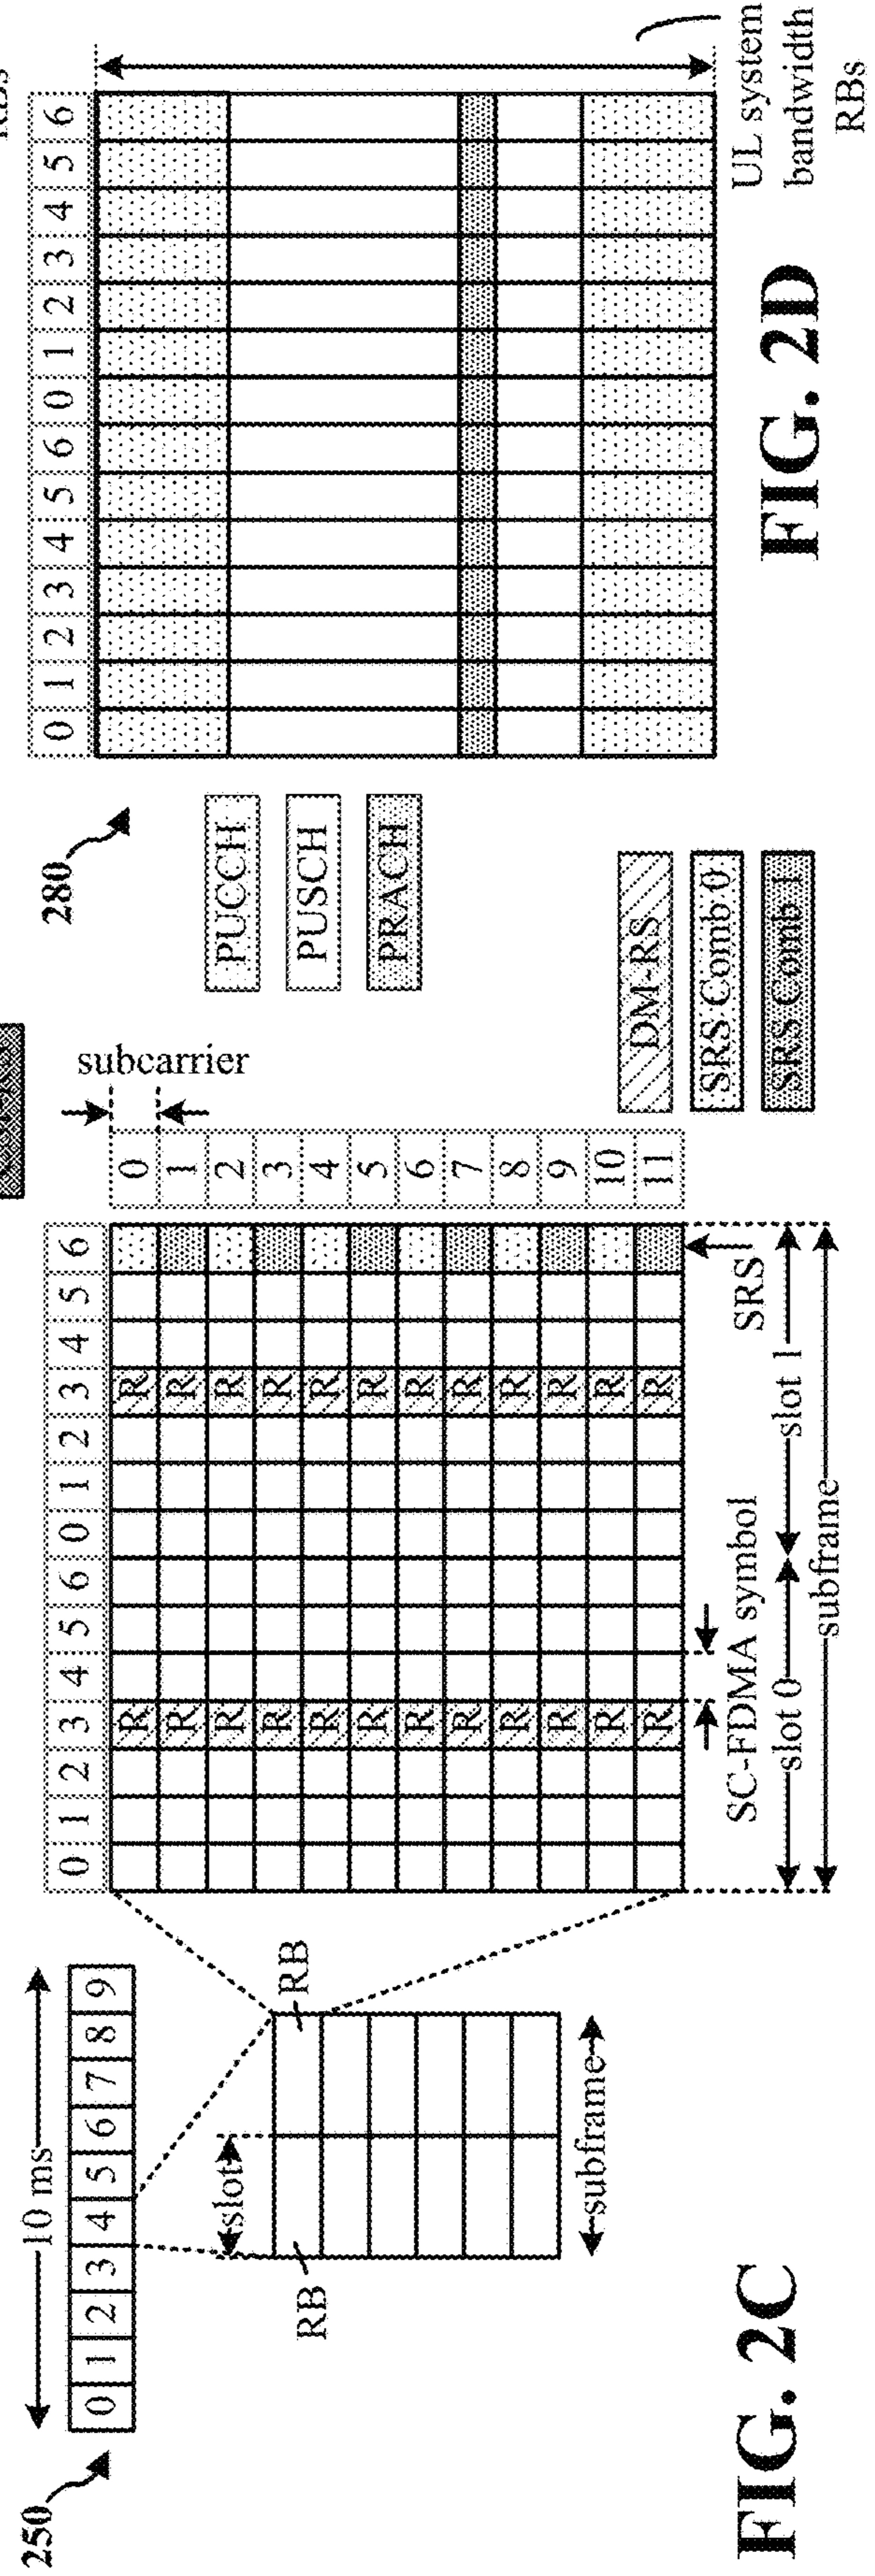 250
10 ms
0 1 2 3 4 5 6 7 8 9
slot
RB
RB
subframe
0 1 2 3 4 5 6 0 1 2 3 4 5 6
subcarrier
R R 0
R R 1
R R 2
R R 3
R R 4
R R 5
R R 6
R R 7
R R 8
R R 9
R R 10
R R 11
SRS
SC-FDMA symbol
slot 0
slot 1
subframe
DM-RS
SRS Comb 0
SRS Comb 1
FIG. 2C
280
0 1 2 3 4 5 6 0 1 2 3 4 5 6
PUCCH
PUSCH
PRACH
UL system
bandwidth
RBs
FIG. 2D